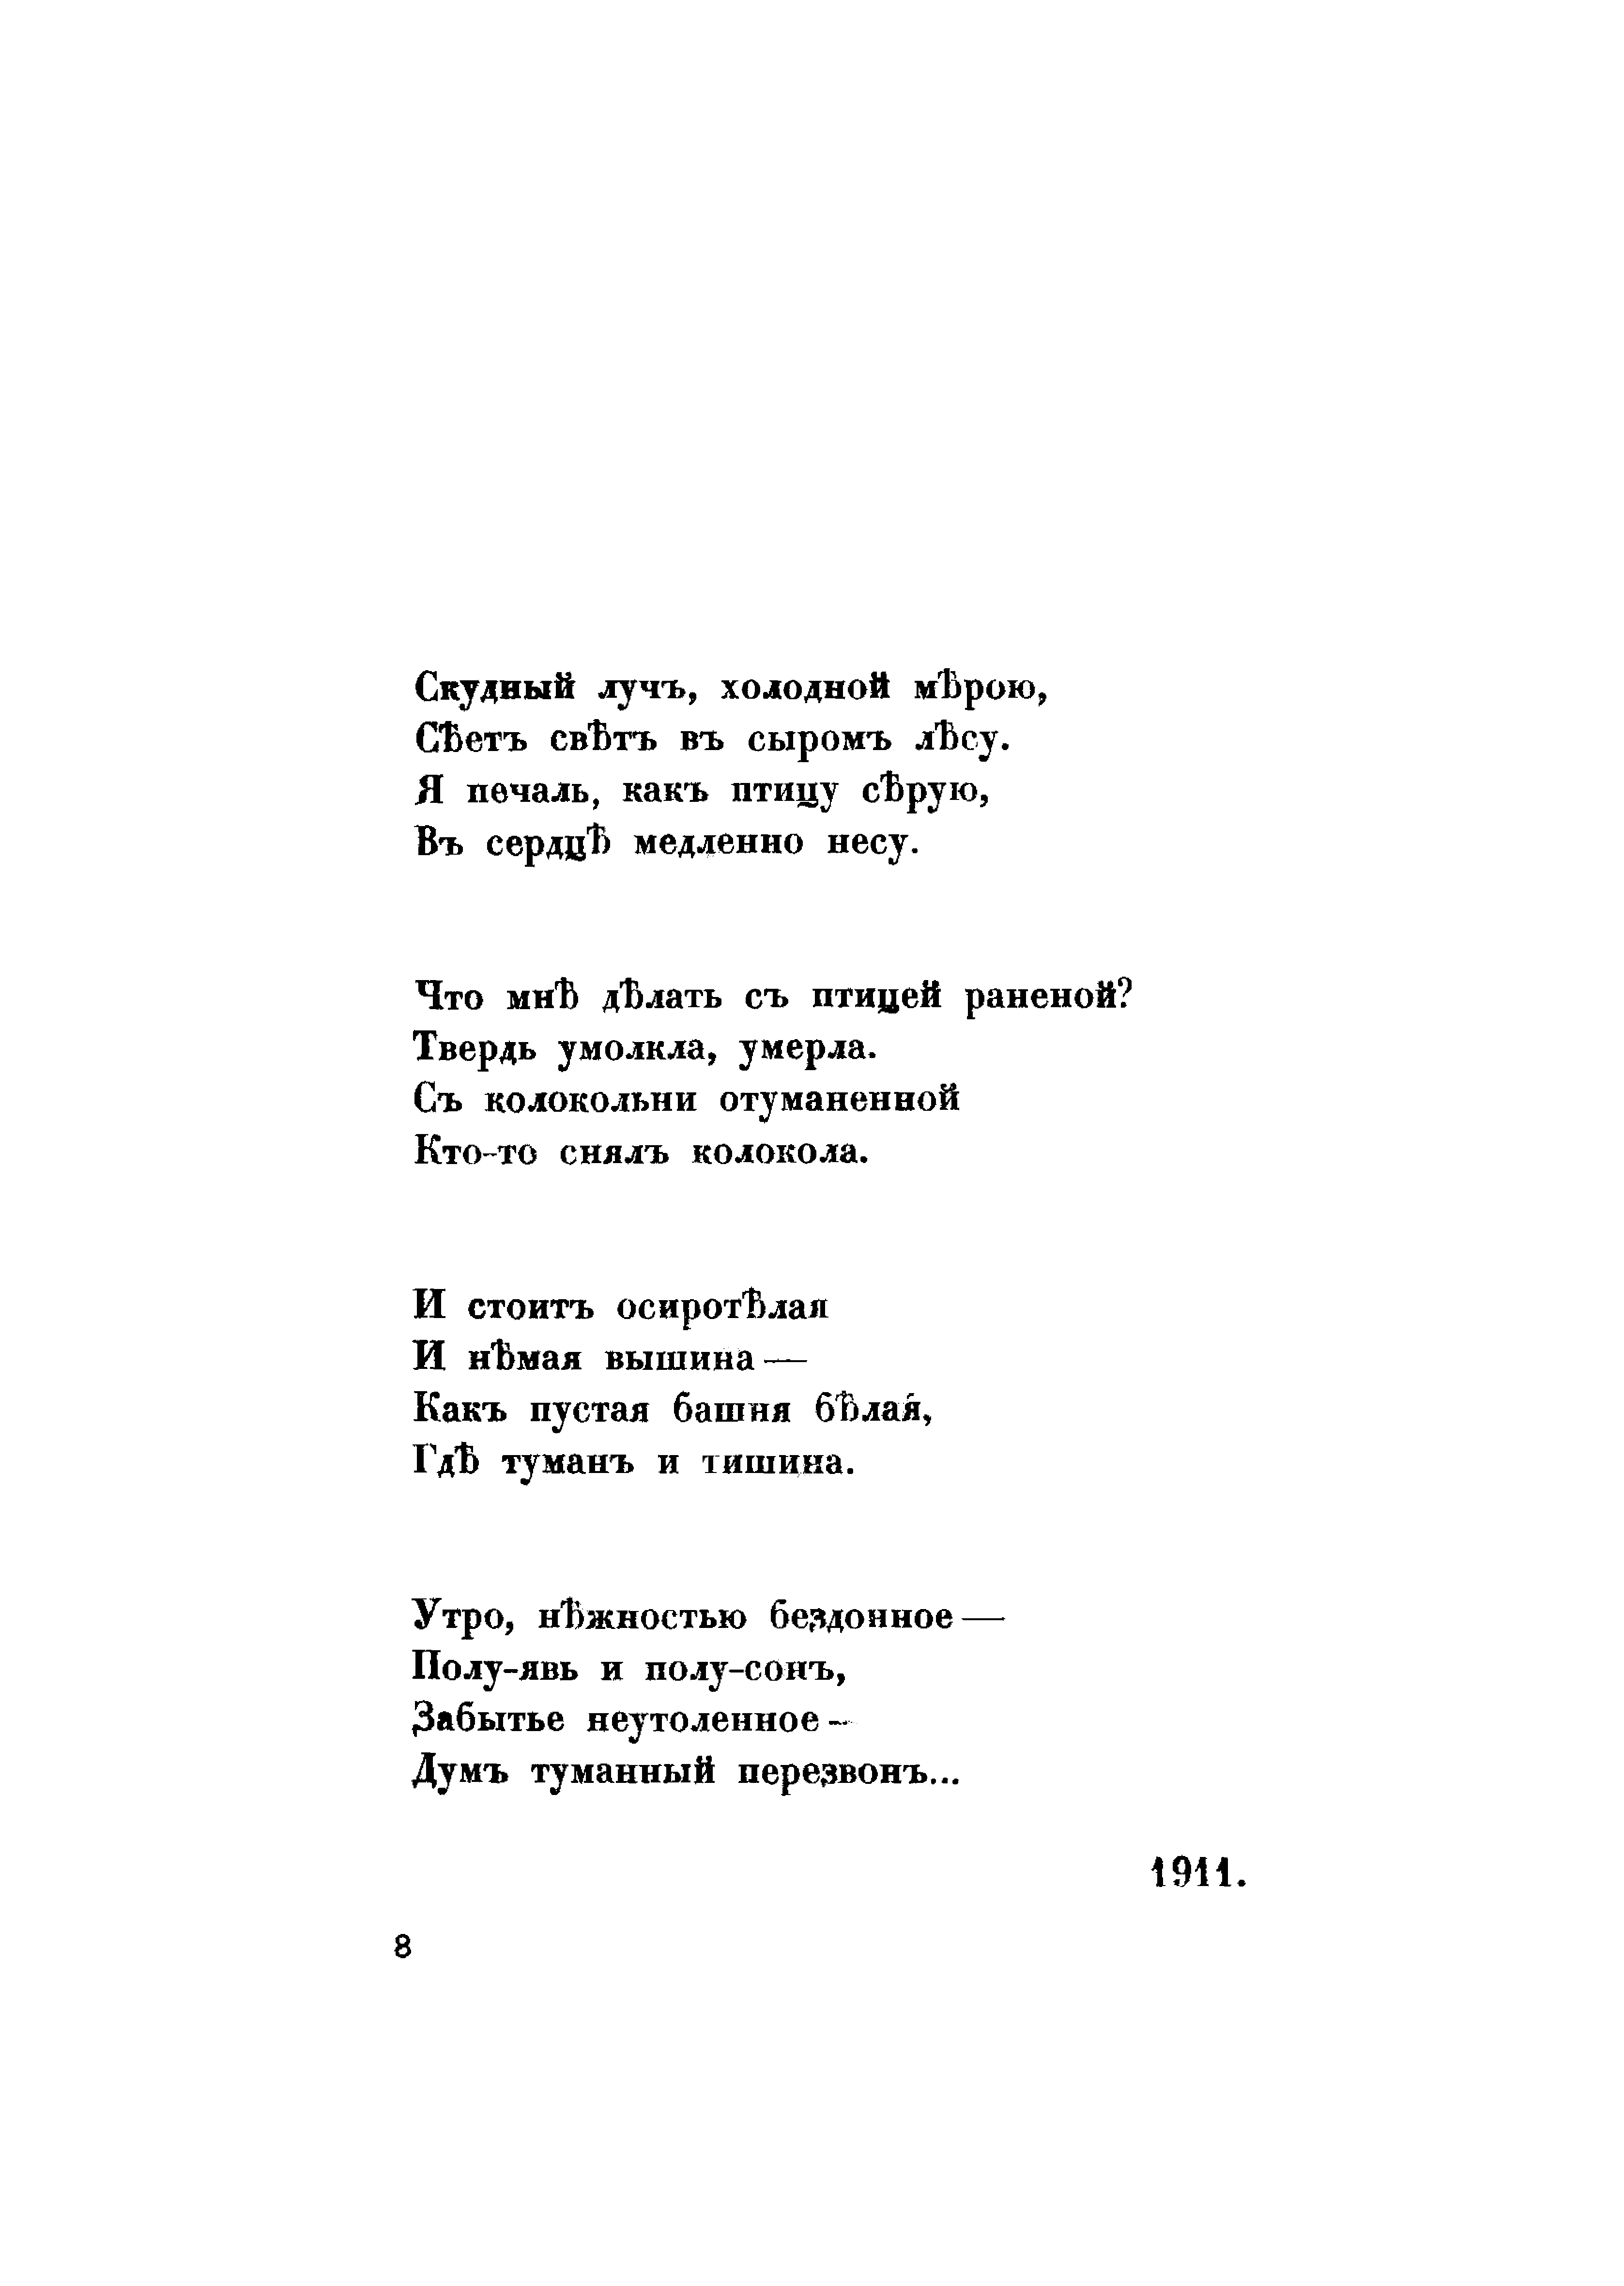 Скудный лучъ, холодной мѣрою,
Сѣетъ свѣтъ въ сыромъ лѣсу.
Я печаль, какъ птицу сѣрую,
Въ сердцѣ медленно несу.
Что мнѣ дѣлать съ птицей раненой?
Твердь умолкла, умерла.
Съ колокольни отуманенной
Кто-то снялъ колокола.
И стоитъ осиротѣлая
И нѣмая вышина —
Какъ пустая башня бѣлая,
Гдѣ туманъ и тишина.
Утро, нѣжностью бездонное —
Полу-явь и полу-сонъ,
Забытье неутоленное –
Думъ туманный перезвонъ...
1911.
8